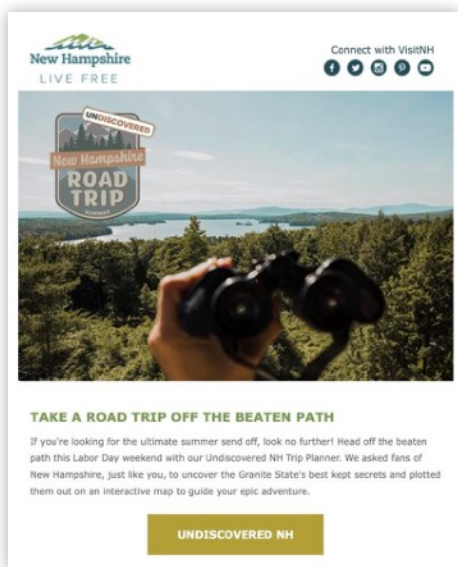 New Hampshire
LIVE FREE
Connect with VisitNH
UNDISCOVERED
New Hampshire
ROAD
TRIP
SUMMER
TAKE A ROAD TRIP OFF THE BEATEN PATH
If you're looking for the ultimate summer send off, look no further! Head off the beaten
path this Labor Day weekend with our Undiscovered NH Trip Planner. We asked fans of
New Hampshire, just like you, to uncover the Granite State's best kept secrets and plotted
them out on an interactive map to guide your epic adventure.
UNDISCOVERED NH